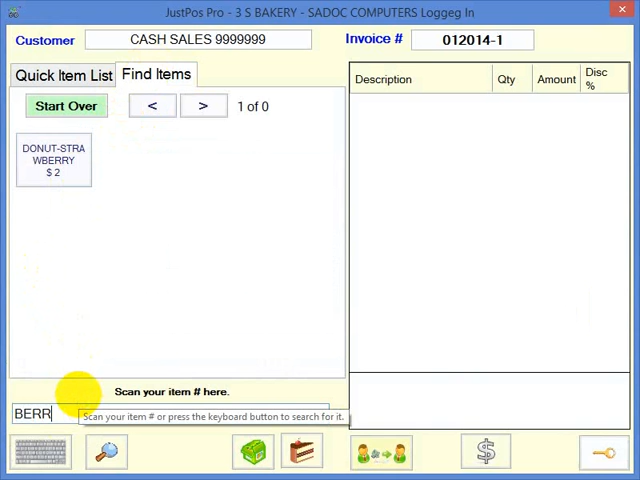 JustPos Pro - 3 S BAKERY - SADOC COMPUTERS Loggeg In
Customer
CASH SALES 9999999
Invoice #
012014-1
Quick Item List
Find Items
Start Over
<
>
1 of 0
DONUT-STRA
WBERRY
$ 2
Description
Qty
Amount
Disc
%
Scan your item # here.
BERR
Scan your item # or press the keyboard button to search for it.
$